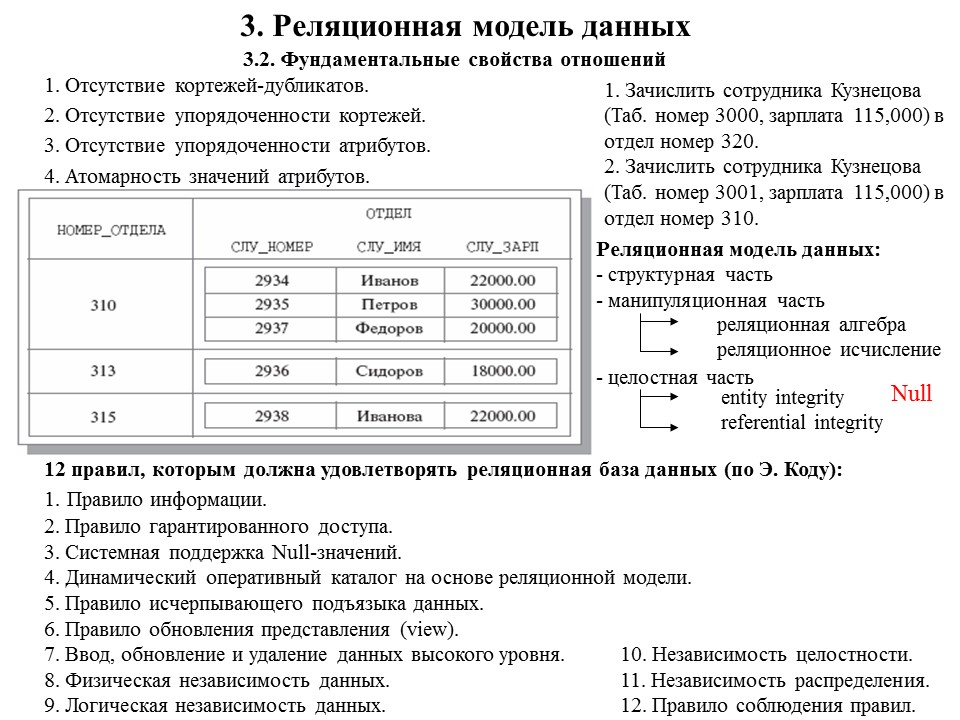 3. Реляционная модель данных
3.2. Фундаментальные свойства отношений
1. Отсутствие кортежей-дубликатов.
2. Отсутствие упорядоченности кортежей.
3. Отсутствие упорядоченности атрибутов.
4. Атомарность значений атрибутов.
1. Зачислить сотрудника Кузнецова
(Таб. номер 3000, зарплата 115,000) в
отдел номер 320.
2. Зачислить сотрудника Кузнецова
(Таб. номер 3001, зарплата 115,000) в
отдел номер 310.
НОМЕР_ОТДЕЛА
ОТДЕЛ
СЛУ_НОМЕР СЛУ_ИМЯ СЛУ_ЗАРП
310
2934 Иванов 22000.00
2935 Петров 30000.00
2937 Федоров 20000.00
313 2936 Сидоров 18000.00
315 2938 Иванова 22000.00
Реляционная модель данных:
- структурная часть
- манипуляционная часть
реляционная алгебра
реляционное исчисление
- целостная часть
entity integrity Null
referential integrity
12 правил, которым должна удовлетворять реляционная база данных (по Э. Коду):
1. Правило информации.
2. Правило гарантированного доступа.
3. Системная поддержка Null-значений.
4. Динамический оперативный каталог на основе реляционной модели.
5. Правило исчерпывающего подъязыка данных.
6. Правило обновления представления (view).
7. Ввод, обновление и удаление данных высокого уровня.
8. Физическая независимость данных.
9. Логическая независимость данных.
10. Независимость целостности.
11. Независимость распределения.
12. Правило соблюдения правил.